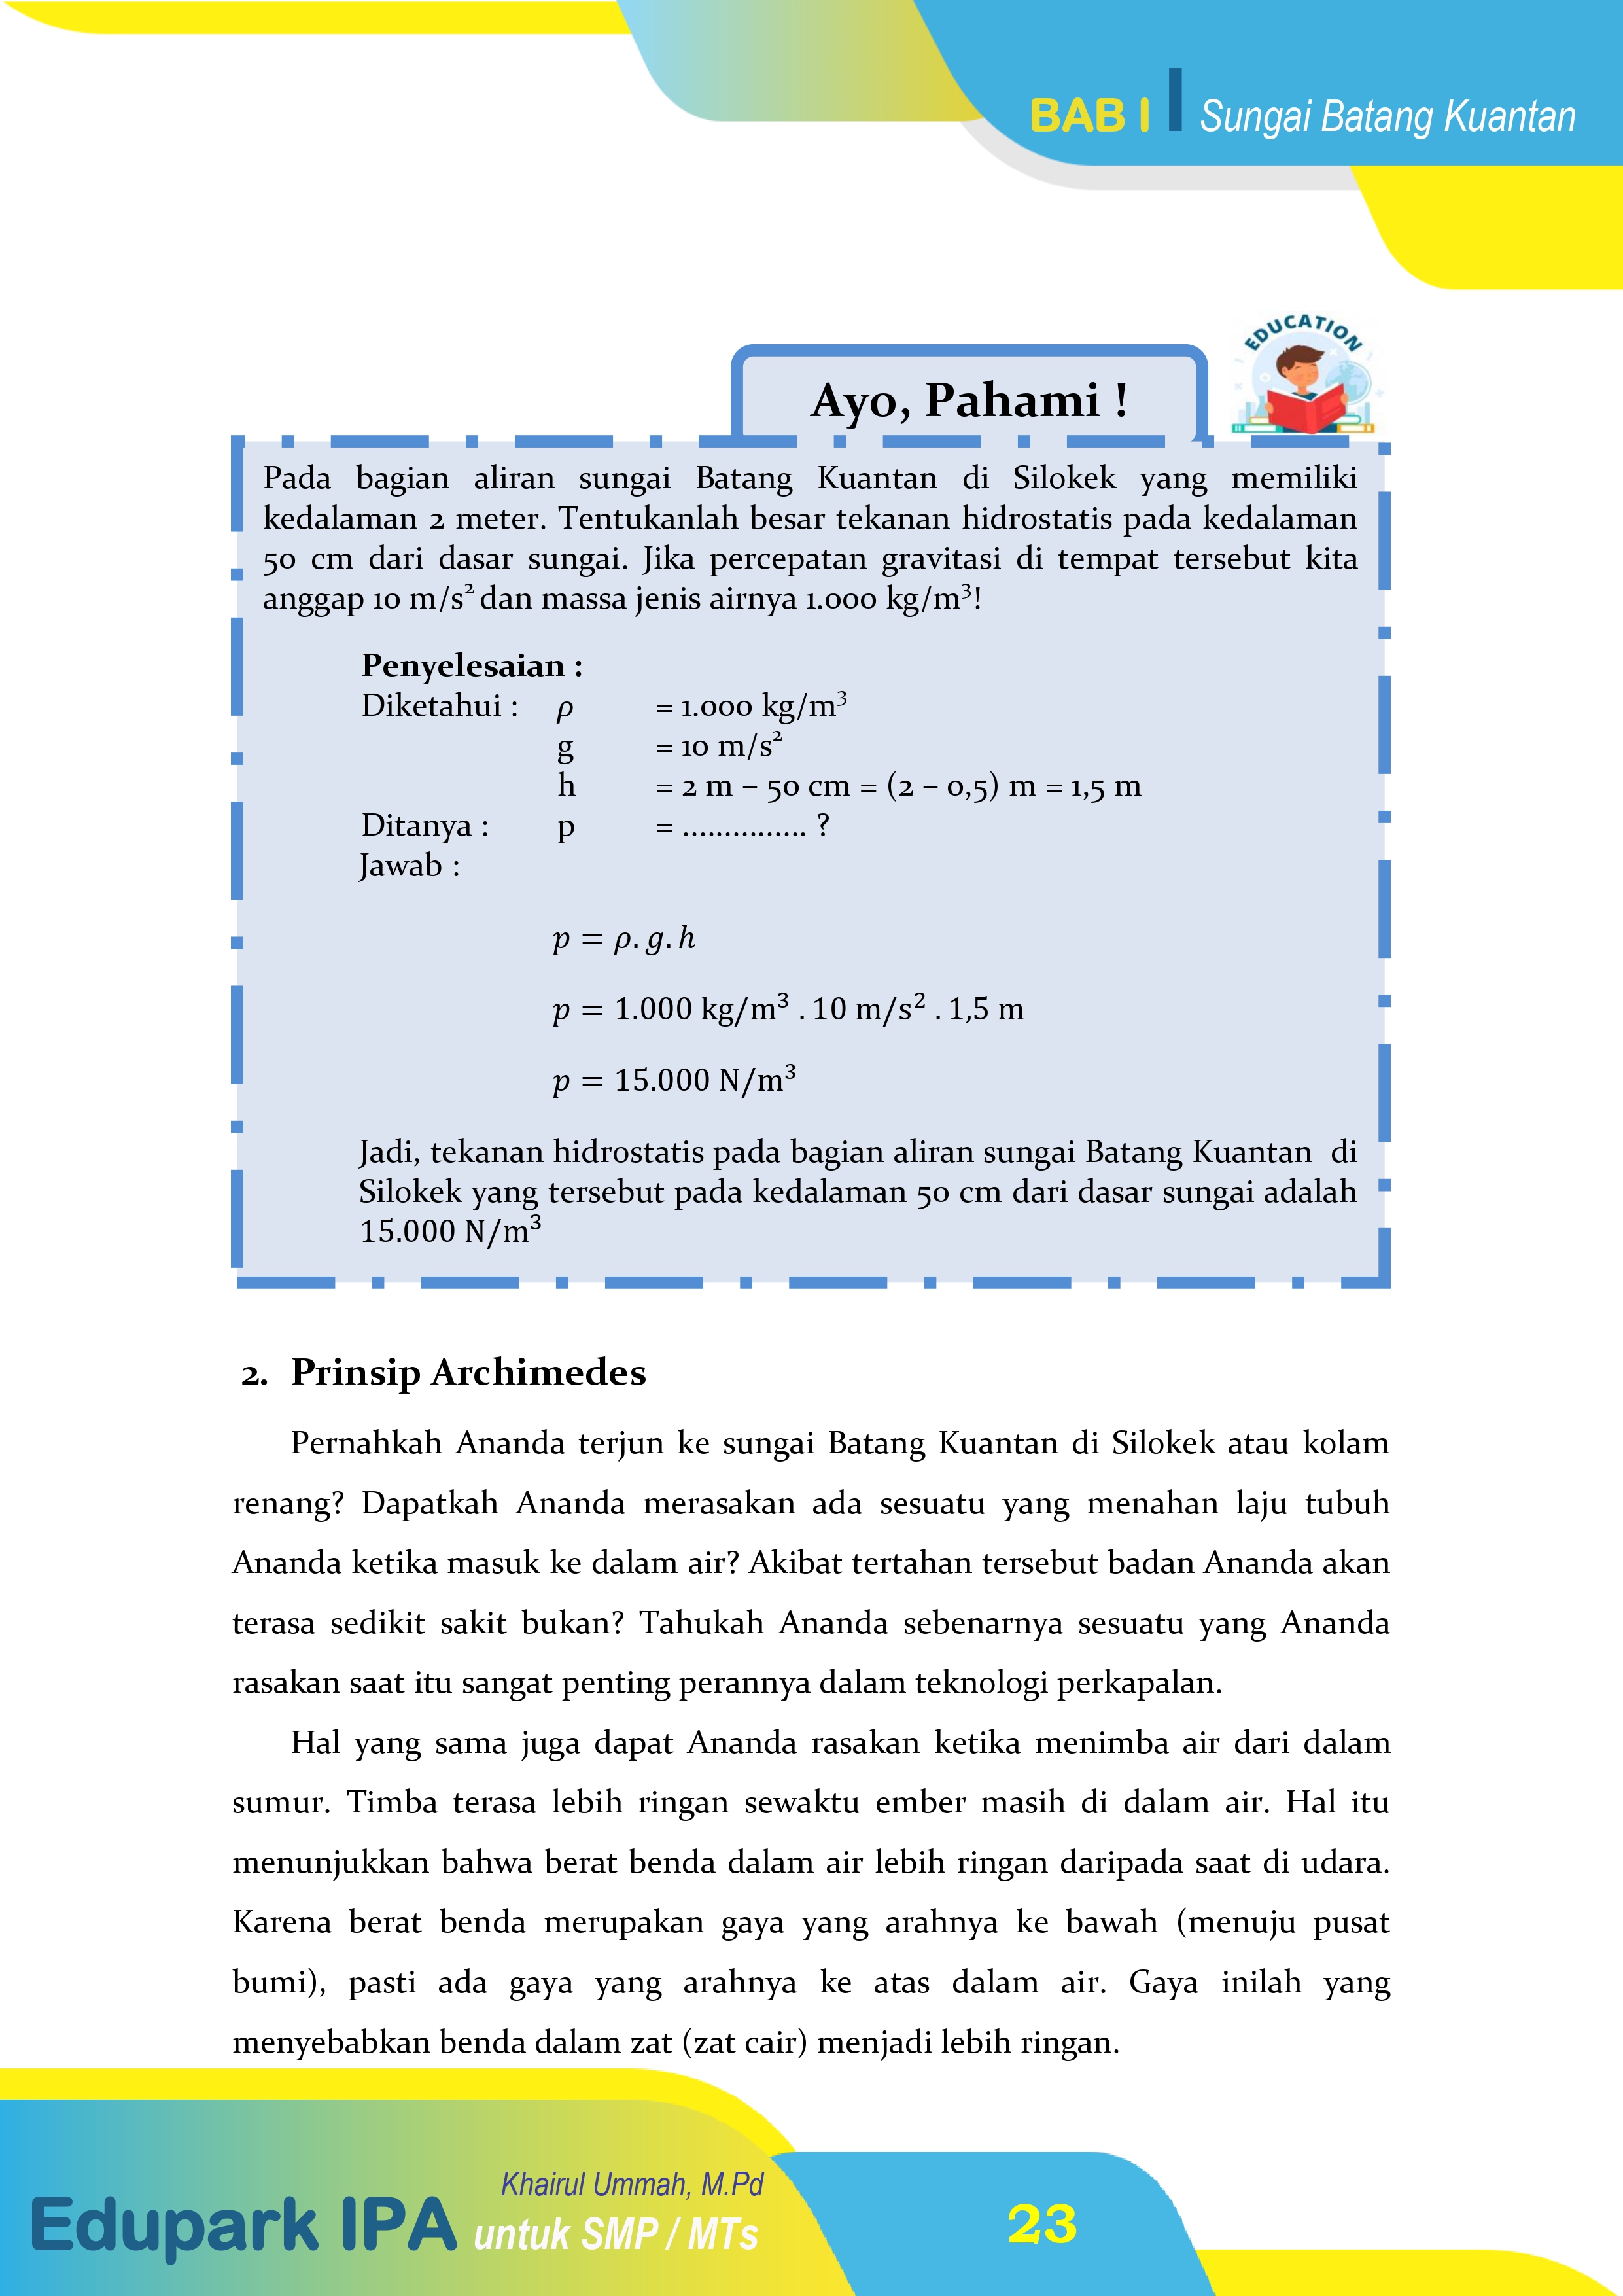 BAB I Sungai Batang Kuantan
EDUCATION
Ayo, Pahami !
Pada bagian aliran sungai Batang Kuantan di Silokek yang memiliki
kedalaman 2 meter. Tentukanlah besar tekanan hidrostatis pada kedalaman
50 cm dari dasar sungai. Jika percepatan gravitasi di tempat tersebut kita
anggap 10 m/s² dan massa jenis airnya 1.000 kg/m³!
Penyelesaian :
Diketahui : ρ = 1.000 kg/m³
g = 10 m/s²
h = 2 m – 50 cm = (2 – 0,5) m = 1,5 m
Ditanya : p = ............... ?
Jawab :
p = ρ. g. h
p = 1.000 kg/m³ . 10 m/s² . 1,5 m
p = 15.000 N/m³
Jadi, tekanan hidrostatis pada bagian aliran sungai Batang Kuantan di
Silokek yang tersebut pada kedalaman 50 cm dari dasar sungai adalah
15.000 N/m³
2. Prinsip Archimedes
Pernahkah Ananda terjun ke sungai Batang Kuantan di Silokek atau kolam
renang? Dapatkah Ananda merasakan ada sesuatu yang menahan laju tubuh
Ananda ketika masuk ke dalam air? Akibat tertahan tersebut badan Ananda akan
terasa sedikit sakit bukan? Tahukah Ananda sebenarnya sesuatu yang Ananda
rasakan saat itu sangat penting perannya dalam teknologi perkapalan.
Hal yang sama juga dapat Ananda rasakan ketika menimba air dari dalam
sumur. Timba terasa lebih ringan sewaktu ember masih di dalam air. Hal itu
menunjukkan bahwa berat benda dalam air lebih ringan daripada saat di udara.
Karena berat benda merupakan gaya yang arahnya ke bawah (menuju pusat
bumi), pasti ada gaya yang arahnya ke atas dalam air. Gaya inilah yang
menyebabkan benda dalam zat (zat cair) menjadi lebih ringan.
Khairul Ummah, M.Pd
Edupark IPA untuk SMP / MTs
23